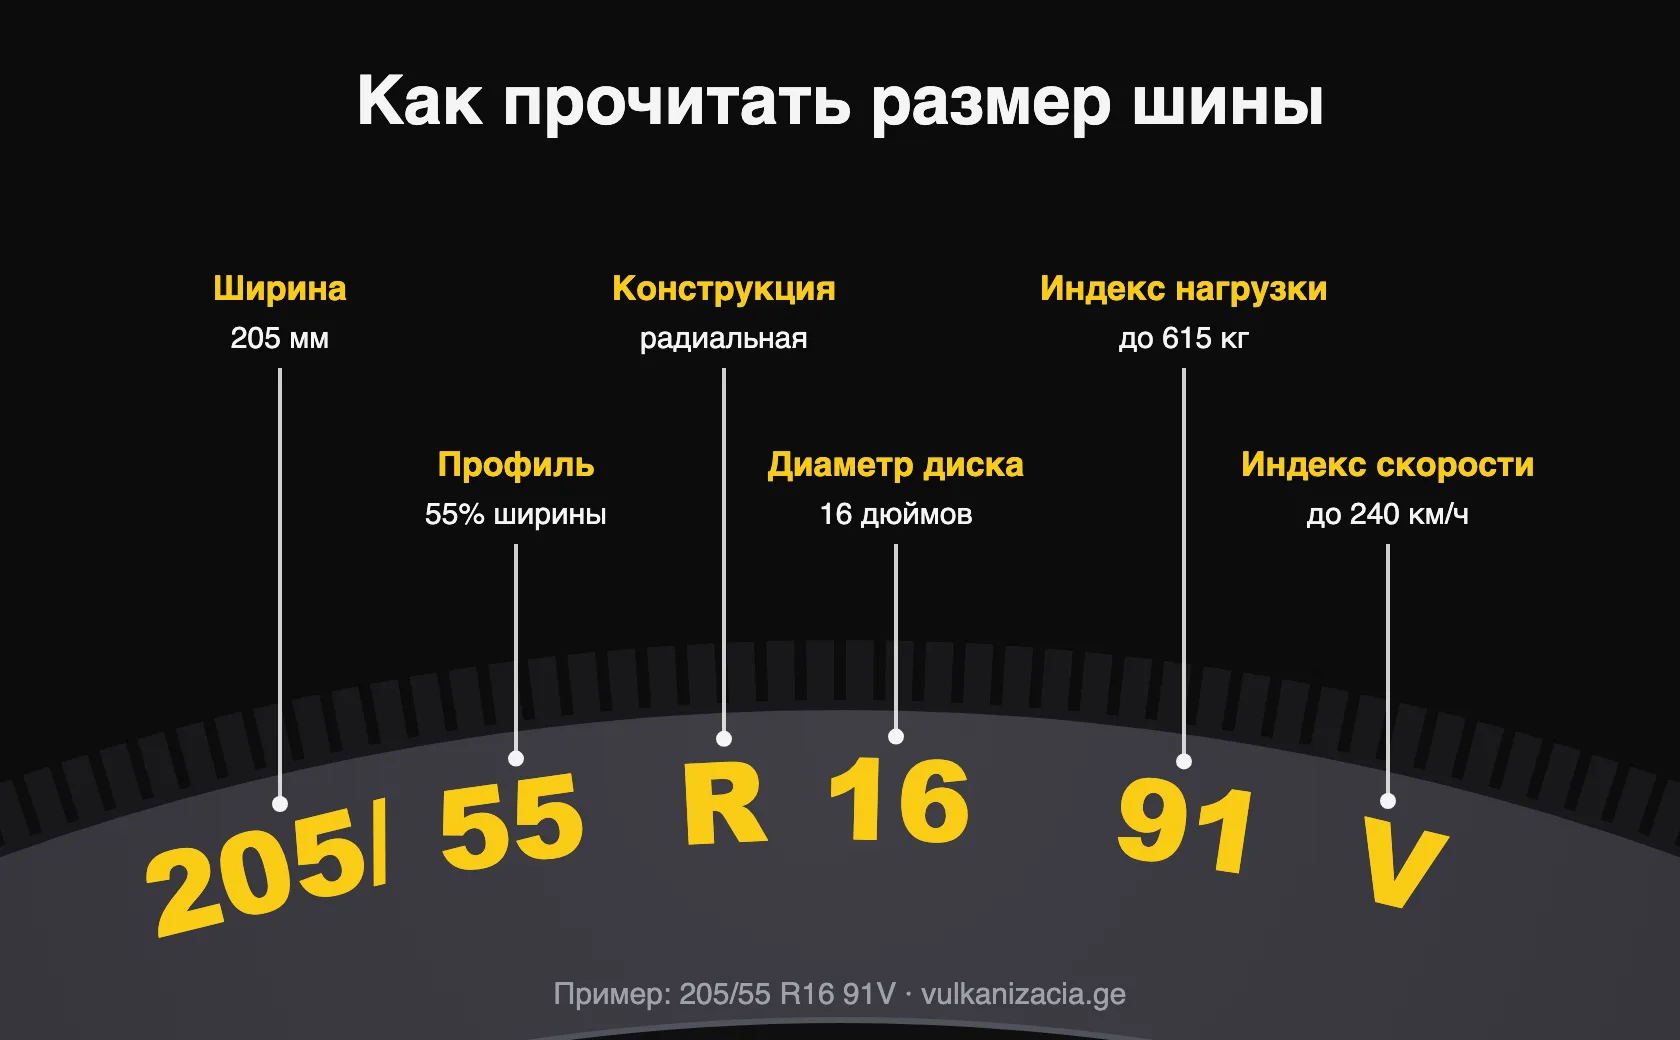 Как прочитать размер шины
Ширина
205 мм
Конструкция
радиальная
Индекс нагрузки
до 615 кг
Профиль
55% ширины
Диаметр диска
16 дюймов
Индекс скорости
до 240 км/ч
205/ 55 R 16 91 V
Пример: 205/55 R16 91V · vulkanizacia.ge